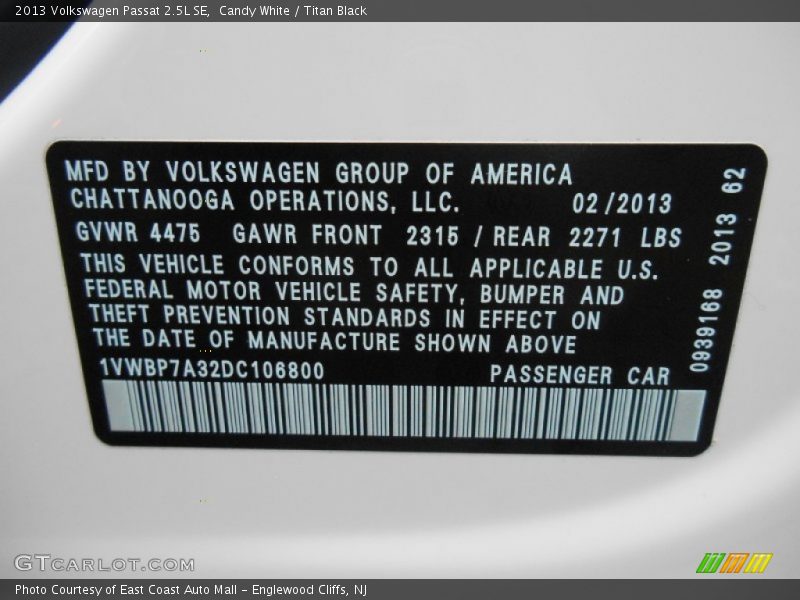 2013 Volkswagen Passat 2.5L SE,  Candy White / Titan Black
MFD BY VOLKSWAGEN GROUP OF AMERICA
CHATTANOOGA OPERATIONS, LLC. 02/2013
GVWR 4475 GAWR FRONT 2315 / REAR 2271 LBS
THIS VEHICLE CONFORMS TO ALL APPLICABLE U.S.
FEDERAL MOTOR VEHICLE SAFETY, BUMPER AND
THEFT PREVENTION STANDARDS IN EFFECT ON
THE DATE OF MANUFACTURE SHOWN ABOVE
1VWBP7A32DC106800 PASSENGER CAR
0939168 2013 62
GTCARLOT.COM
Photo Courtesy of East Coast Auto Mall – Englewood Cliffs, NJ